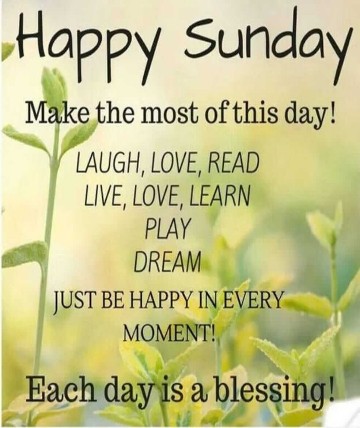 Happy Sunday
Make the most of this day!
LAUGH, LOVE, READ
LIVE, LOVE, LEARN
PLAY
DREAM
JUST BE HAPPY IN EVERY
MOMENT!
Each day is a blessing!